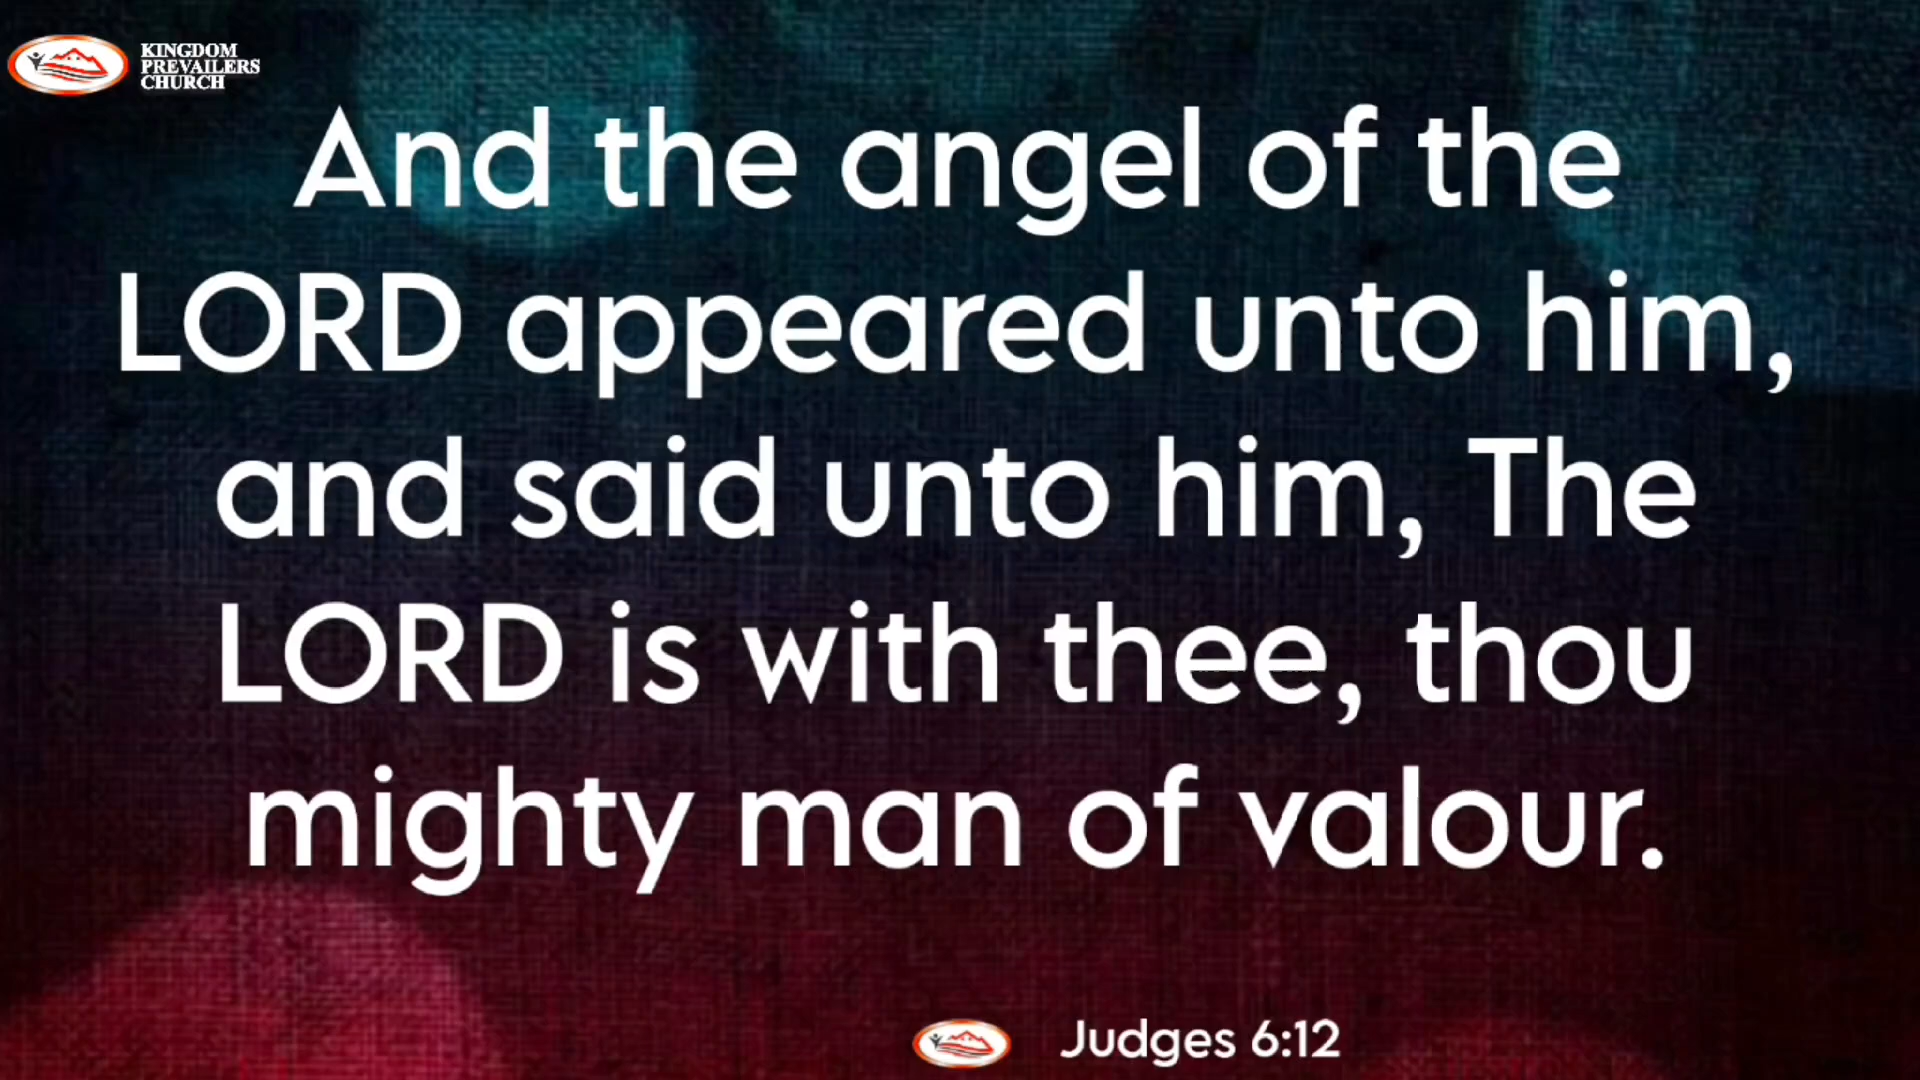 KINGDOM
PREVAILERS
CHURCH
And the angel of the
LORD appeared unto him,
and said unto him, The
LORD is with thee, thou
mighty man of valour.
Judges 6:12